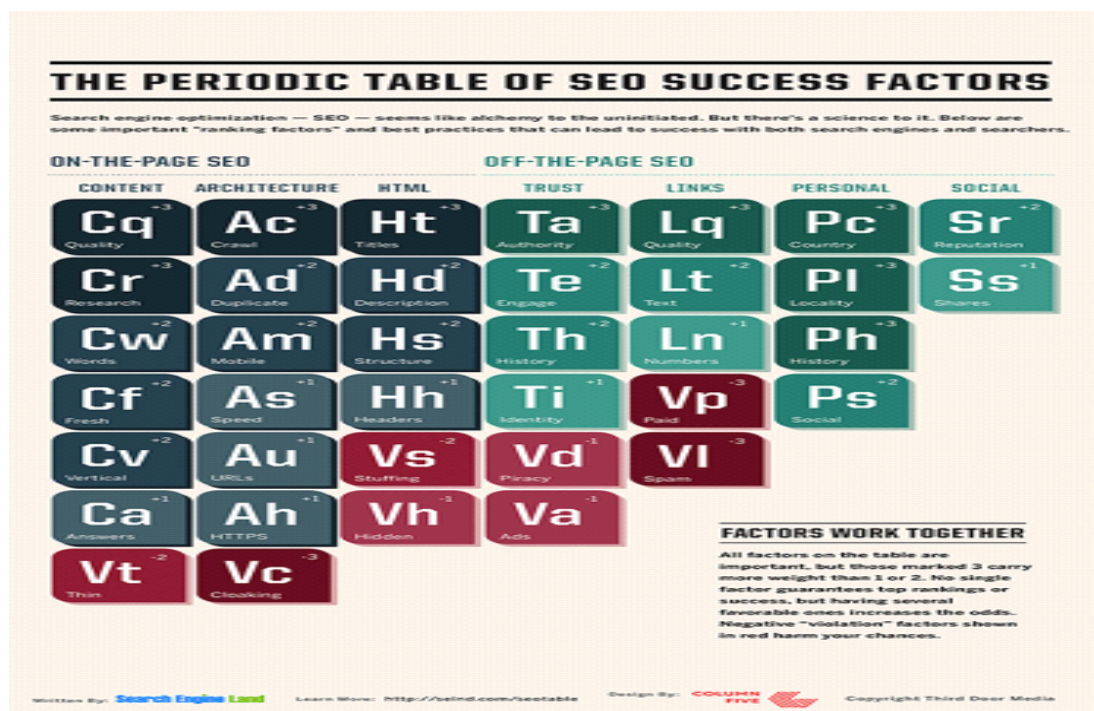 THE PERIODIC TABLE OF SEO SUCCESS FACTORS
Search engine optimization — SEO — seems like alchemy to the uninitiated. But there's a science to it. Below are
some important "ranking factors" and best practices that can lead to success with both search engines and searchers.
ON-THE-PAGE SEO OFF-THE-PAGE SEO
CONTENT ARCHITECTURE HTML TRUST LINKS PERSONAL SOCIAL
+3 +3 +3 +3 +3 +3 +2
Cq Ac Ht Ta Lq Pc Sr
Quality Crawl Titles Authority Quality Country Reputation
+3 +2 +2 +2 +2 +3 +1
Cr Ad Hd Te Lt Pl Ss
Research Duplicate Description Engage Text Locality Shares
+2 +2 +2 +2 +1 +3
Cw Am Hs Th Ln Ph
Words Mobile Structure History Numbers History
+2 +1 +1 +1 -3 +2
Cf As Hh Ti Vp Ps
Fresh Speed Headers Identity Paid Social
+2 +1 -2 -1 -3
Cv Au Vs Vd Vl
Vertical URLs Stuffing Piracy Spam
+1 +1 -1 -1
Ca Ah Vh Va
Answers HTTPS Hidden Ads
-2 -3
Vt Vc
Thin Cloaking
FACTORS WORK TOGETHER
All factors on the table are
important, but those marked 3 carry
more weight than 1 or 2. No single
factor guarantees top rankings or
success, but having several
favorable ones increases the odds.
Negative "violation" factors shown
in red harm your chances.
Written By: Search Engine Land Learn More: http://selnd.com/seotable Design By: COLUMN FIVE Copyright Third Door Media